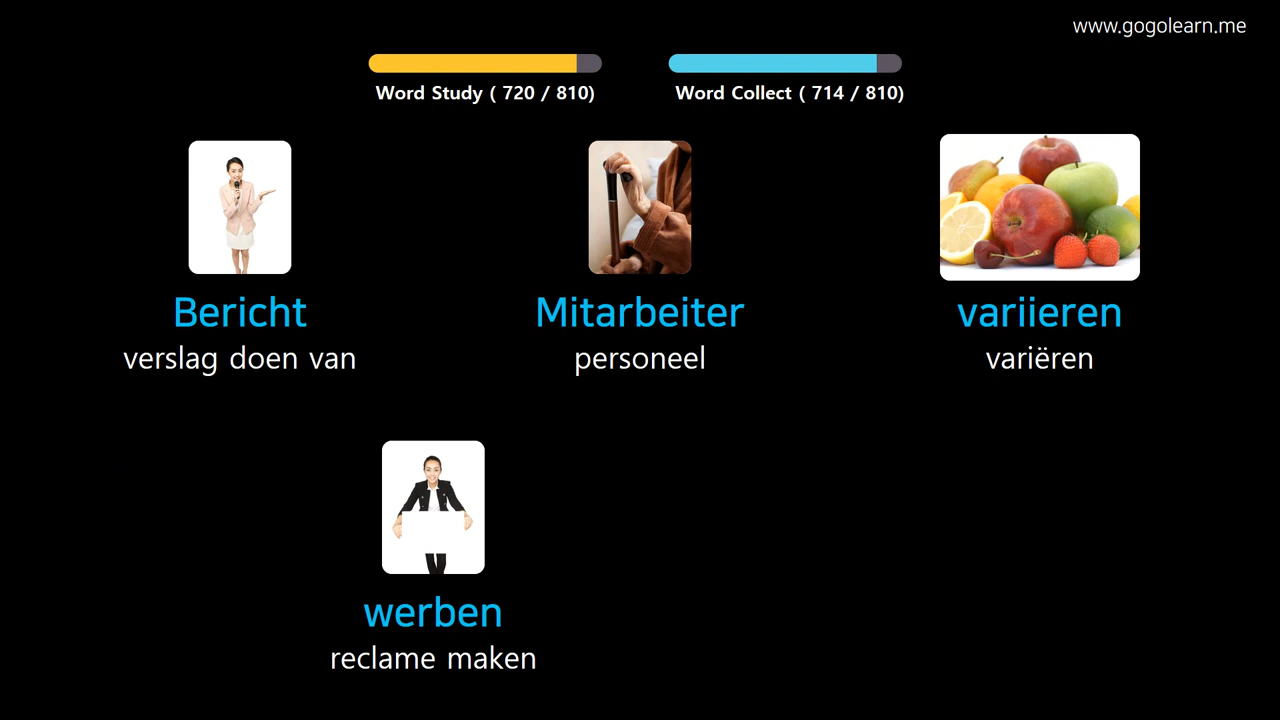 www.gogolearn.me
Word Study ( 720 / 810)
Word Collect ( 714 / 810)
Bericht
verslag doen van
Mitarbeiter
personeel
variieren
variëren
werben
reclame maken